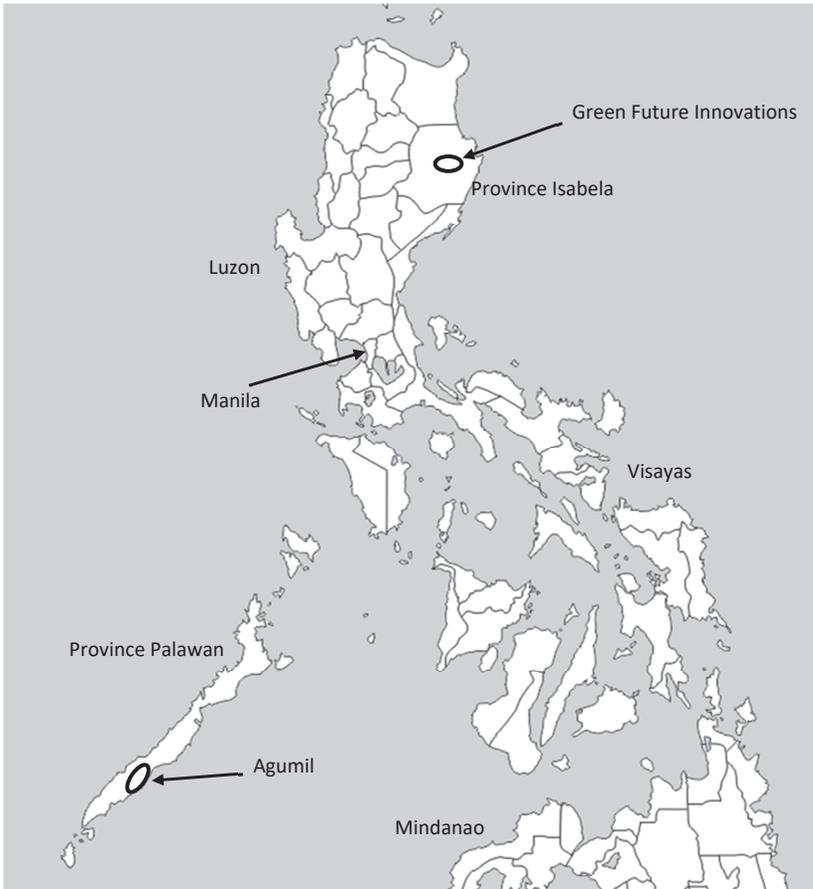 Green Future Innovations
Province Isabela
Luzon
Manila
Visayas
Province Palawan
Agumil
Mindanao